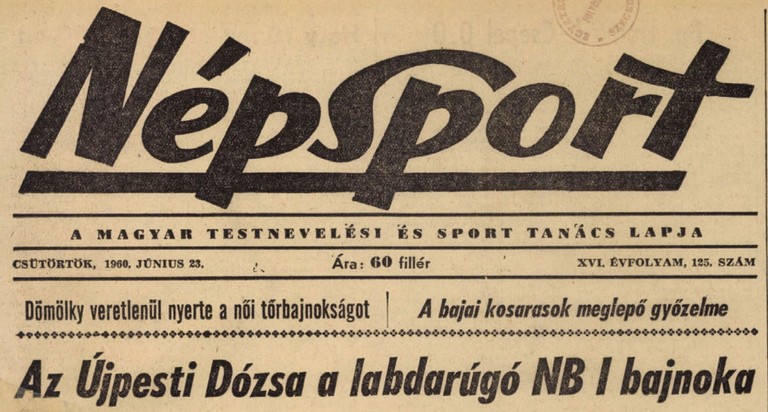 NépSport
A MAGYAR TESTNEVELÉSI ÉS SPORT TANÁCS LAPJA
CSÜTÖRTÖK, 1960. JÚNIUS 23. Ára: 60 fillér XVI. ÉVFOLYAM, 125. SZÁM
Dömölky veretlenül nyerte a női tőrbajnokságot A bajai kosarasok meglepő győzelme
Az Újpesti Dózsa a labdarúgó NB I bajnoka